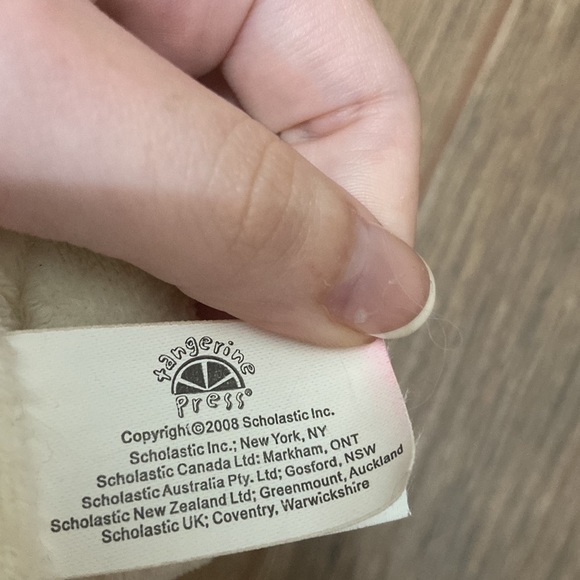 tangerine
press®
Copyright©2008 Scholastic Inc.
Scholastic Inc.; New York, NY
Scholastic Canada Ltd: Markham, ONT
Scholastic Australia Pty. Ltd; Gosford, NSW
Scholastic New Zealand Ltd; Greenmount, Auckland
Scholastic UK; Coventry, Warwickshire